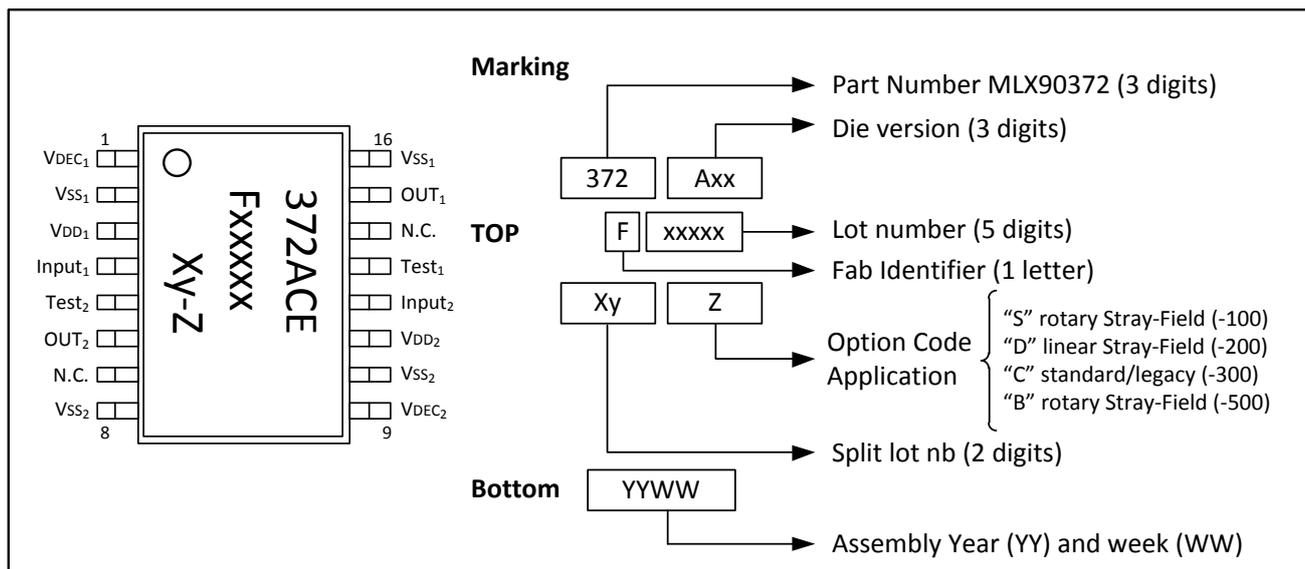 Marking
Part Number MLX90372 (3 digits)
Die version (3 digits)
372 Axx
TOP
F xxxxx
Lot number (5 digits)
Fab Identifier (1 letter)
Xy Z
Option Code
Application
“S” rotary Stray-Field (-100)
“D” linear Stray-Field (-200)
“C” standard/legacy (-300)
“B” rotary Stray-Field (-500)
Split lot nb (2 digits)
Bottom
YYWW
Assembly Year (YY) and week (WW)
1
VDEC₁
VSS₁
VDD₁
Input₁
Test₂
OUT₂
N.C.
VSS₂
8
372ACE
Fxxxxx
Xy-Z
16
VSS₁
OUT₁
N.C.
Test₁
Input₂
VDD₂
VSS₂
VDEC₂
9